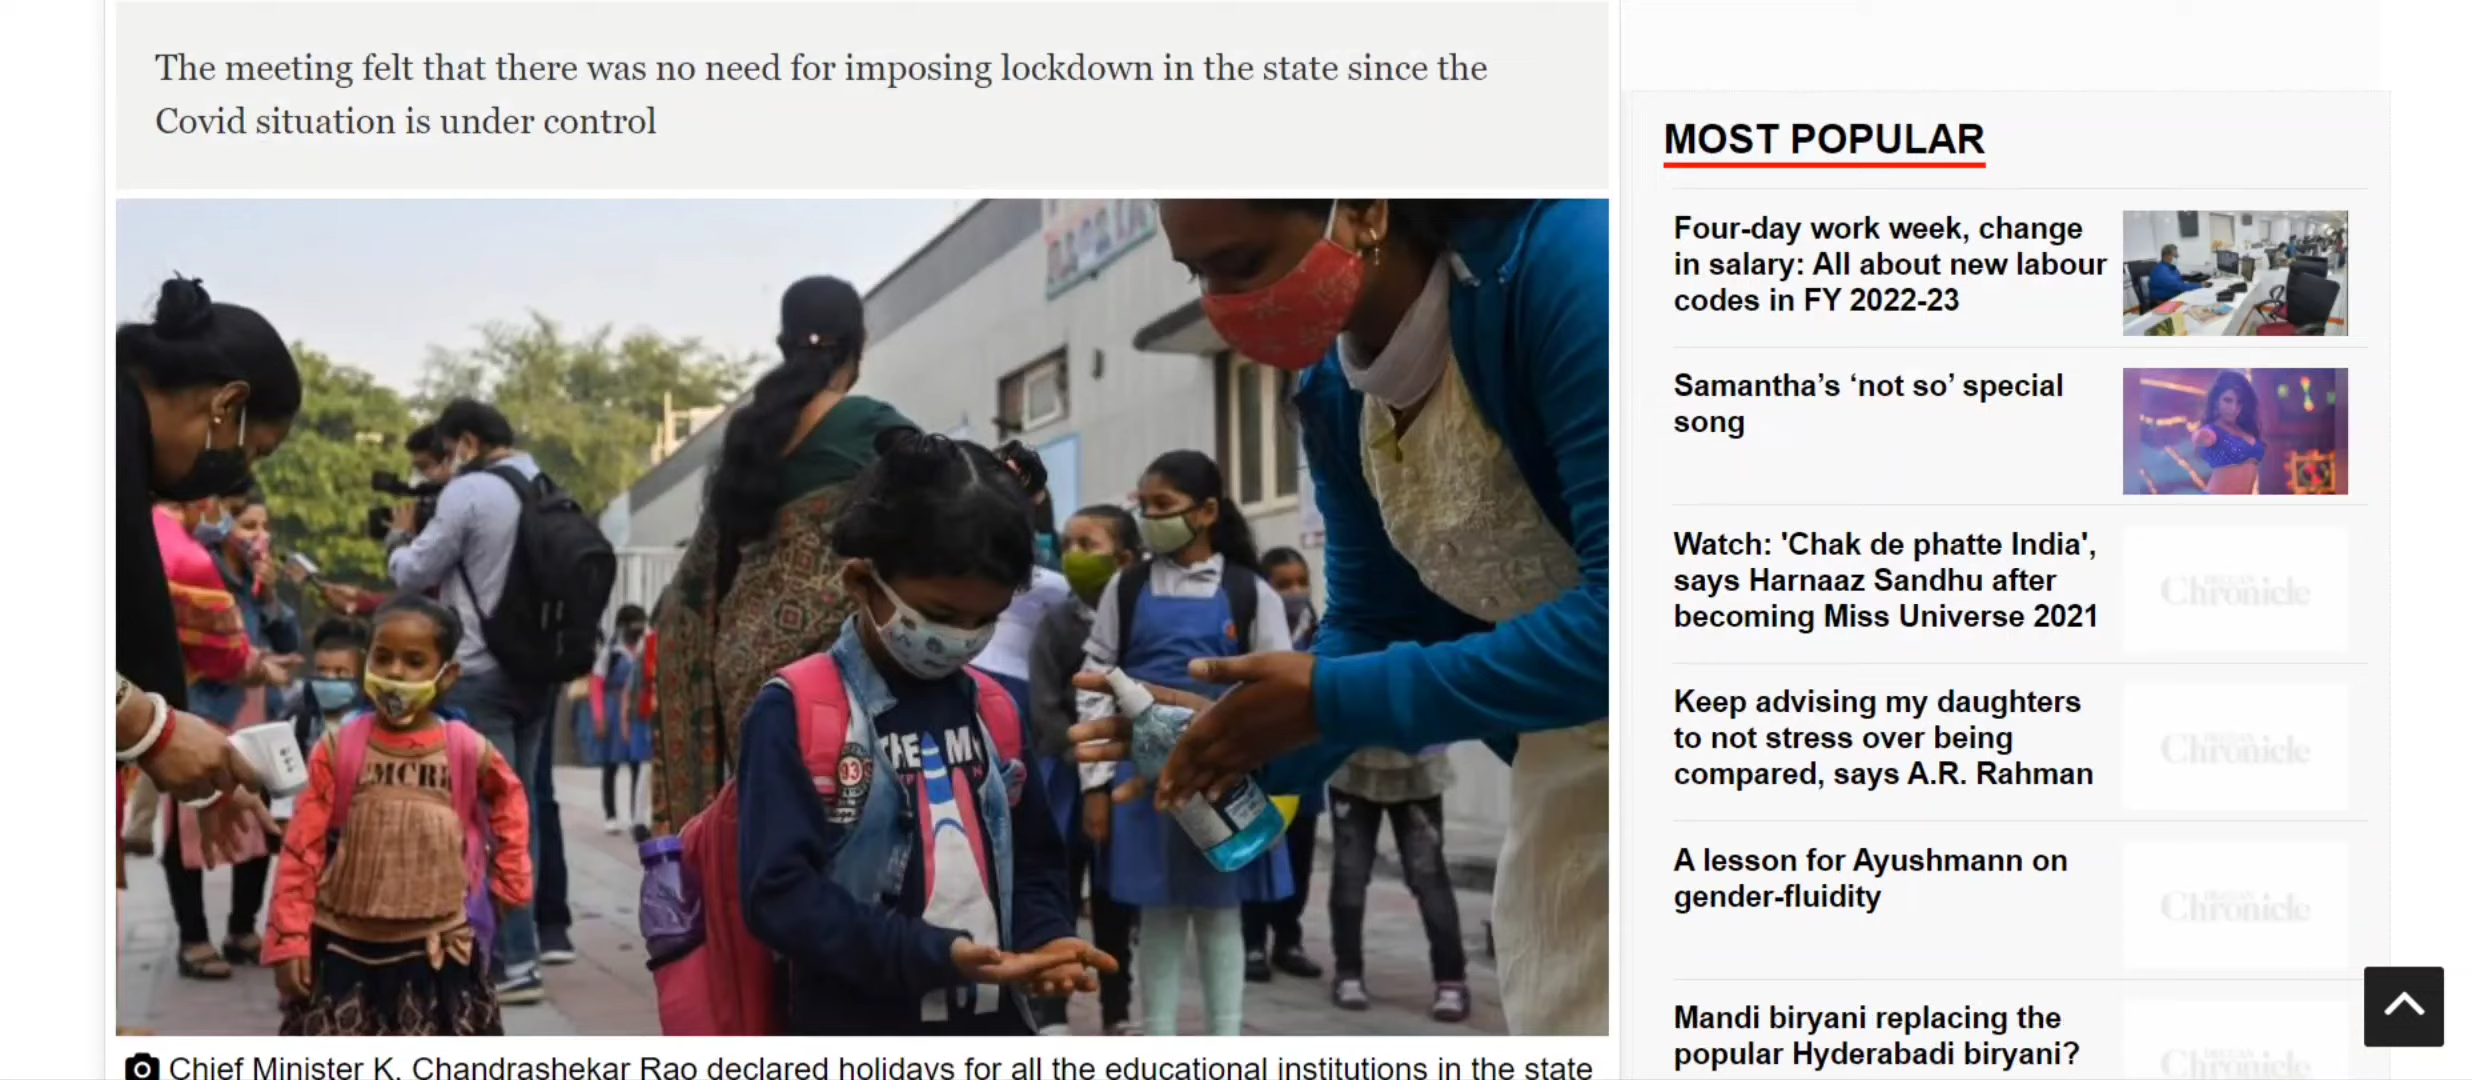 The meeting felt that there was no need for imposing lockdown in the state since the
Covid situation is under control
Chief Minister K. Chandrashekar Rao declared holidays for all the educational institutions in the state
MOST POPULAR
Four-day work week, change
in salary: All about new labour
codes in FY 2022-23
Samantha’s ‘not so’ special
song
Watch: 'Chak de phatte India',
says Harnaaz Sandhu after
becoming Miss Universe 2021
Chronicle
Keep advising my daughters
to not stress over being
compared, says A.R. Rahman
Chronicle
A lesson for Ayushmann on
gender-fluidity
Chronicle
Mandi biryani replacing the
popular Hyderabadi biryani?
Chronicle